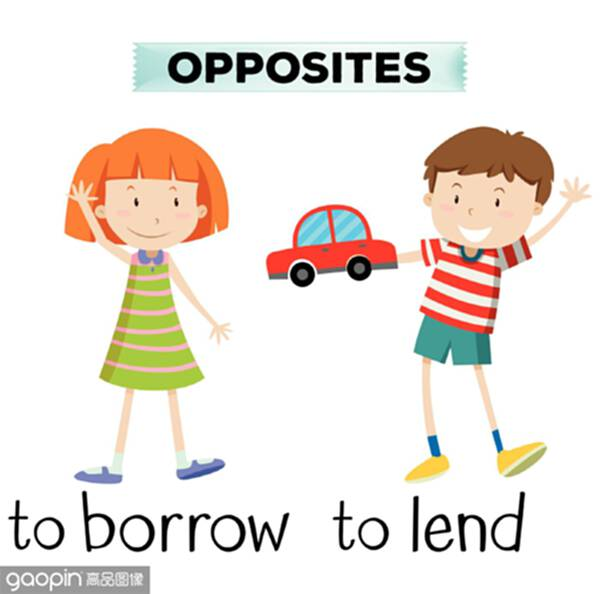 OPPOSITES
to borrow to lend
gaopin 高品图像